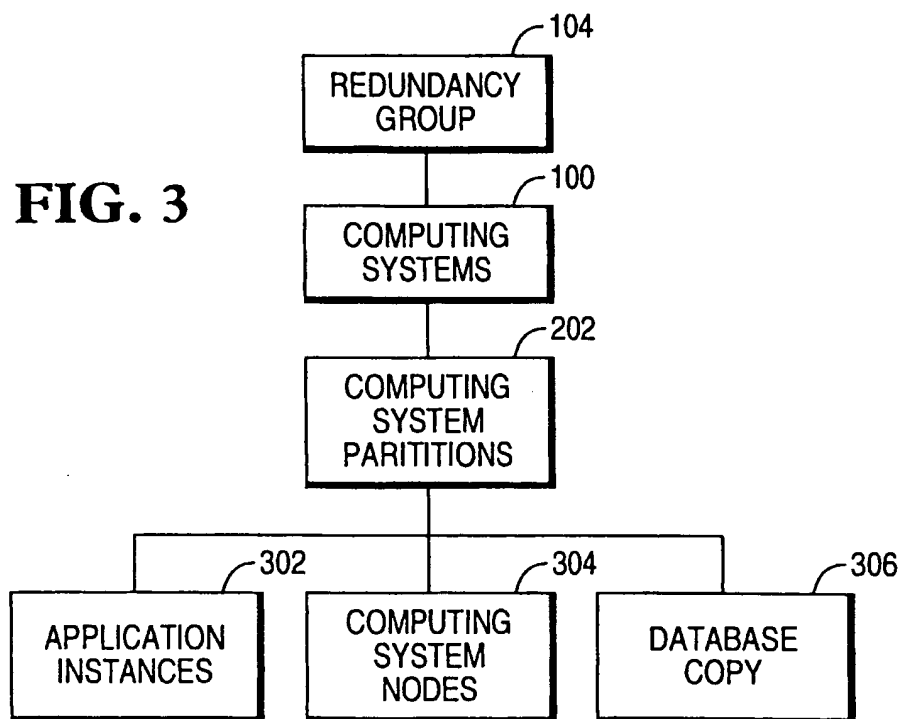 104
REDUNDANCY
GROUP
FIG. 3
100
COMPUTING
SYSTEMS
202
COMPUTING
SYSTEM
PARITITIONS
302
APPLICATION
INSTANCES
304
COMPUTING
SYSTEM
NODES
306
DATABASE
COPY